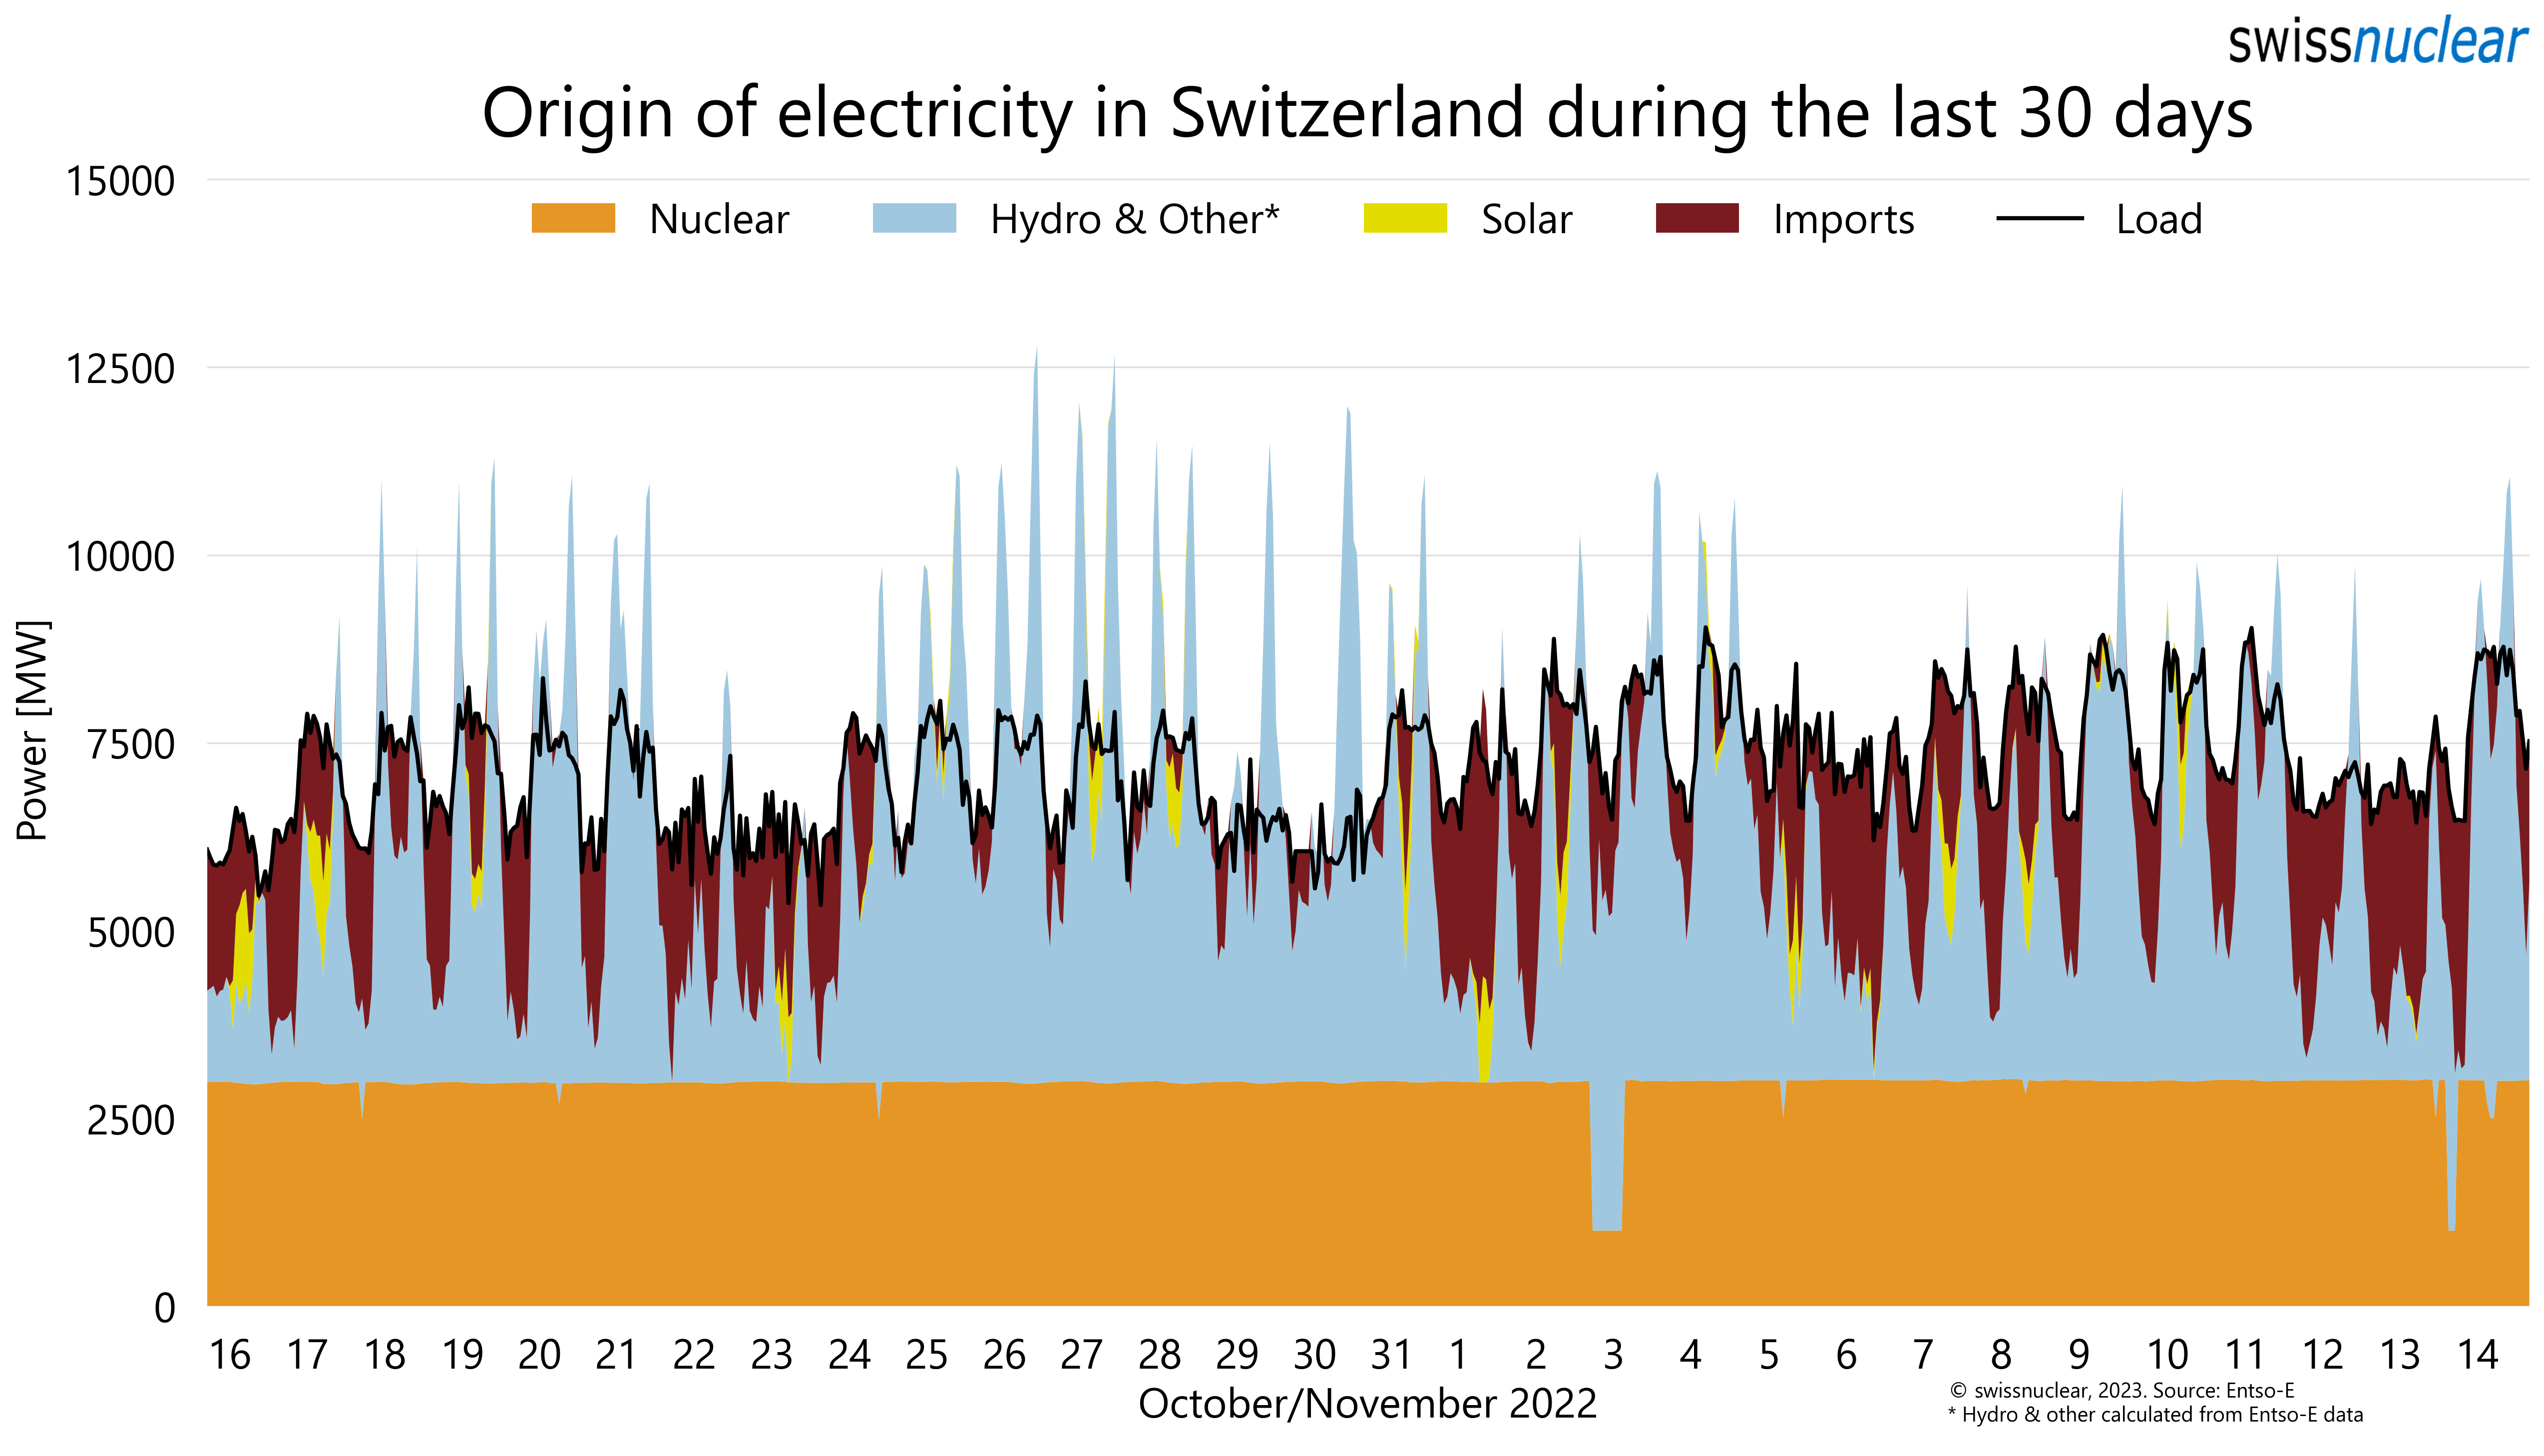 swissnuclear
Origin of electricity in Switzerland during the last 30 days
15000
Nuclear Hydro & Other* Solar Imports Load
12500
10000
7500
5000
2500
0
Power [MW]
16 17 18 19 20 21 22 23 24 25 26 27 28 29 30 31 1 2 3 4 5 6 7 8 9 10 11 12 13 14
October/November 2022
© swissnuclear, 2023. Source: Entso-E
* Hydro & other calculated from Entso-E data